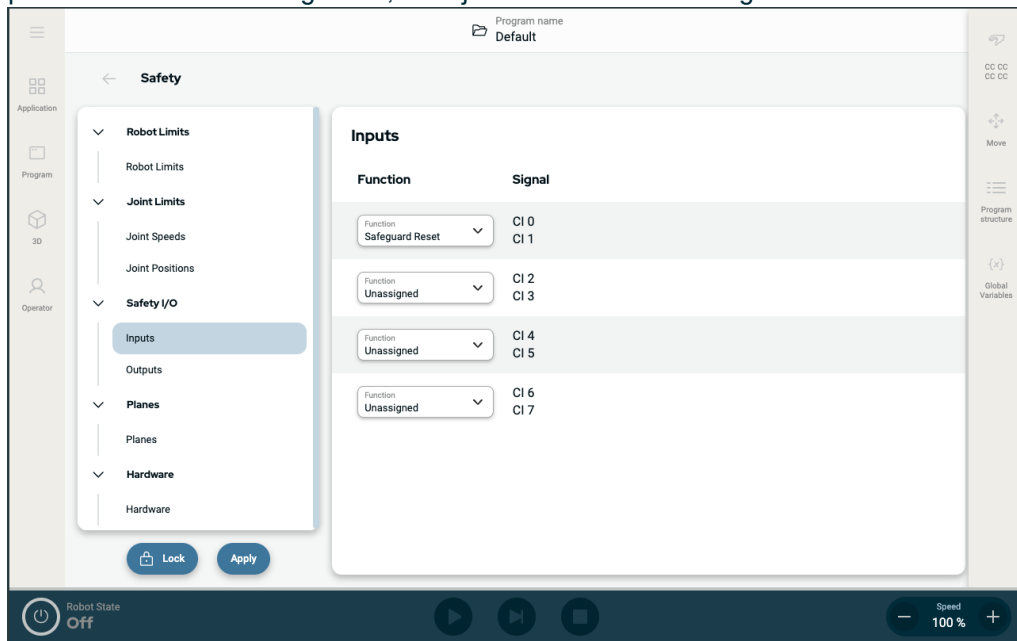 Program name
Default
Safety
Application
Program
3D
Operator
Robot Limits
Robot Limits
Joint Limits
Joint Speeds
Joint Positions
Safety I/O
Inputs
Outputs
Planes
Planes
Hardware
Hardware
Lock
Apply
Inputs
Function
Signal
Function
Safeguard Reset
CI 0
CI 1
Function
Unassigned
CI 2
CI 3
Function
Unassigned
CI 4
CI 5
Function
Unassigned
CI 6
CI 7
CC CC
CC CC
Move
Program
structure
{x}
Global
Variables
Robot State
Off
Speed
100 %